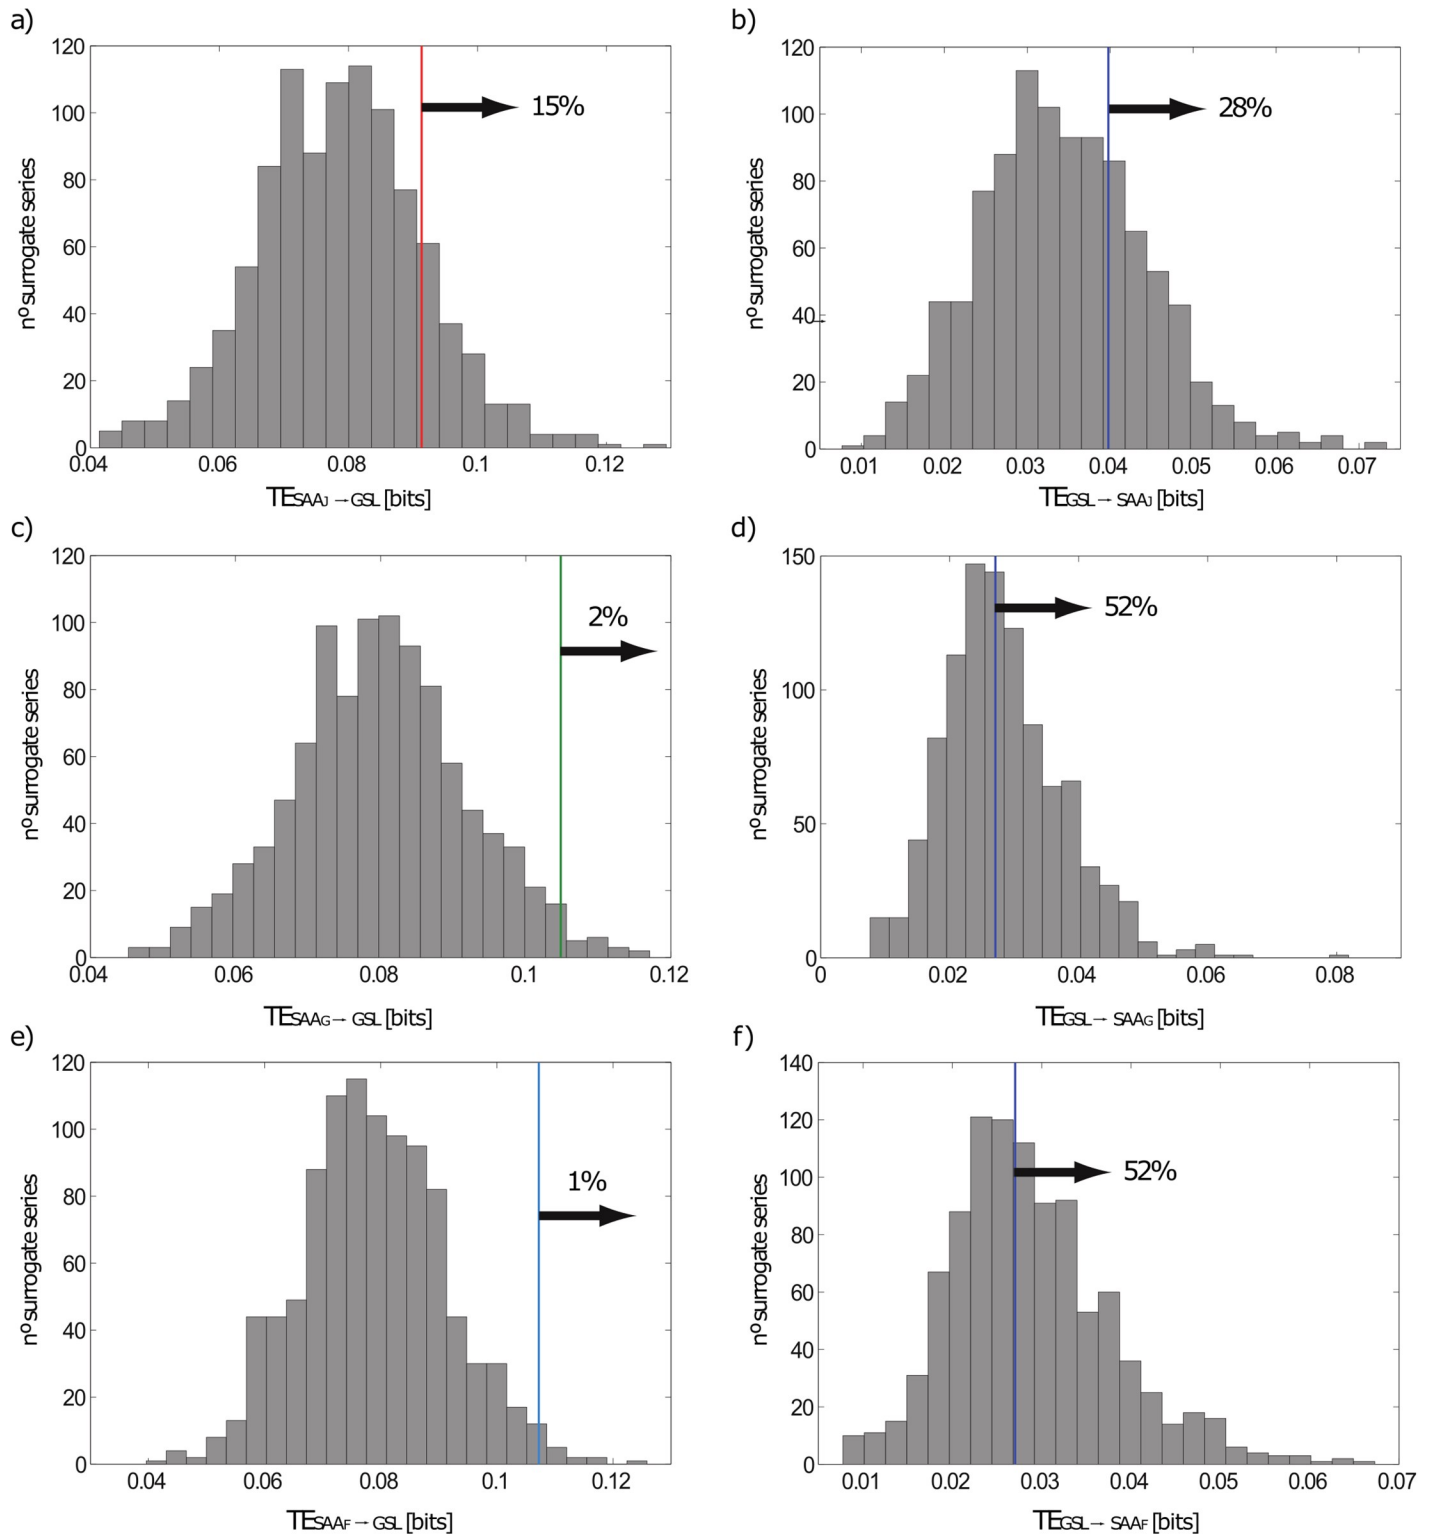 a)
120
100
80
60
40
20
0
nº surrogate series
15%
0.04 0.06 0.08 0.1 0.12
TESAAJ → GSL [bits]
b)
120
100
80
60
40
20
0
nº surrogate series
28%
0.01 0.02 0.03 0.04 0.05 0.06 0.07
TEGSL → SAAJ [bits]
c)
120
100
80
60
40
20
0
nº surrogate series
2%
0.04 0.06 0.08 0.1 0.12
TESAAG → GSL [bits]
d)
150
100
50
0
nº surrogate series
52%
0 0.02 0.04 0.06 0.08
TEGSL → SAAG [bits]
e)
120
100
80
60
40
20
0
nº surrogate series
1%
0.04 0.06 0.08 0.1 0.12
TESAAF → GSL [bits]
f)
140
120
100
80
60
40
20
0
nº surrogate series
52%
0.01 0.02 0.03 0.04 0.05 0.06 0.07
TEGSL → SAAF [bits]